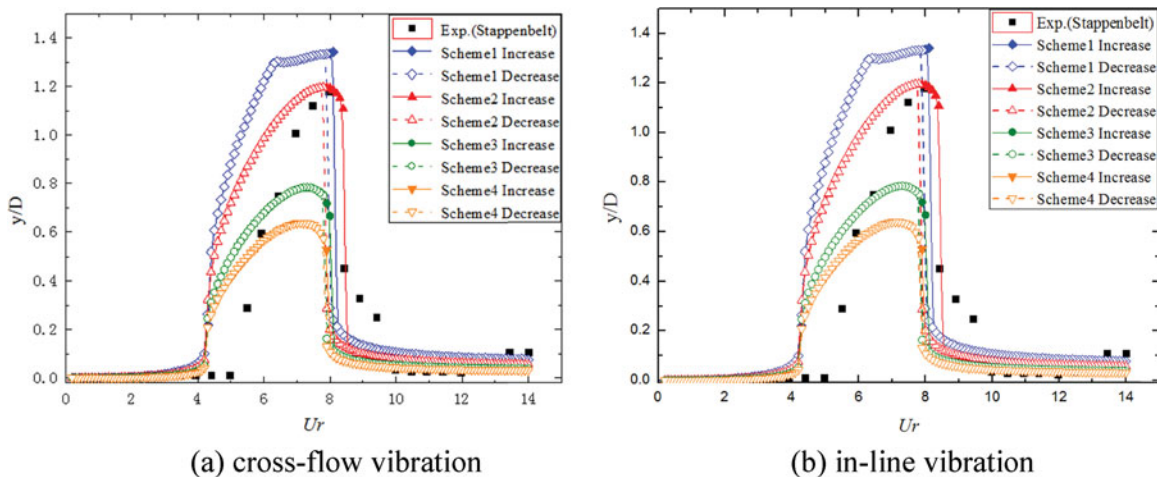 1.4
1.2
1.0
0.8
0.6
0.4
0.2
0.0
y/D
0 2 4 6 8 10 12 14
Ur
Exp.(Stappenbelt)
Scheme1 Increase
Scheme1 Decrease
Scheme2 Increase
Scheme2 Decrease
Scheme3 Increase
Scheme3 Decrease
Scheme4 Increase
Scheme4 Decrease
(a) cross-flow vibration
1.4
1.2
1.0
0.8
0.6
0.4
0.2
0.0
y/D
0 2 4 6 8 10 12 14
Ur
Exp.(Stappenbelt)
Scheme1 Increase
Scheme1 Decrease
Scheme2 Increase
Scheme2 Decrease
Scheme3 Increase
Scheme3 Decrease
Scheme4 Increase
Scheme4 Decrease
(b) in-line vibration